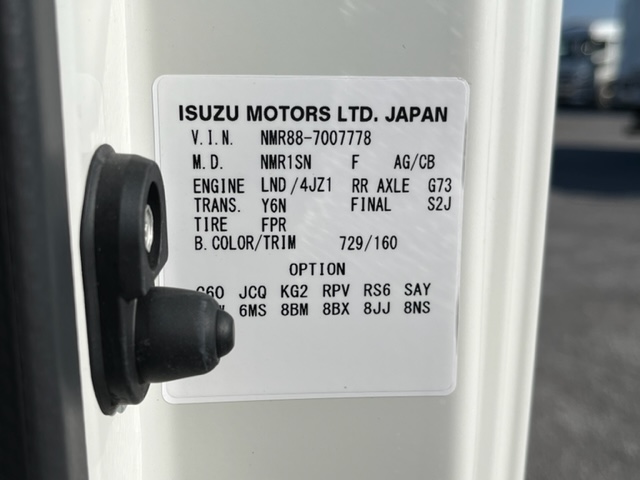 ISUZU MOTORS LTD. JAPAN
V.I.N. NMR88-7007778
M.D. NMR1SN F AG/CB
ENGINE LND/4JZ1 RR AXLE G73
TRANS. Y6N FINAL S2J
TIRE FPR
B.COLOR/TRIM 729/160
OPTION
JCQ KG2 RPV RS6 SAY
6MS 8BM 8BX 8JJ 8NS